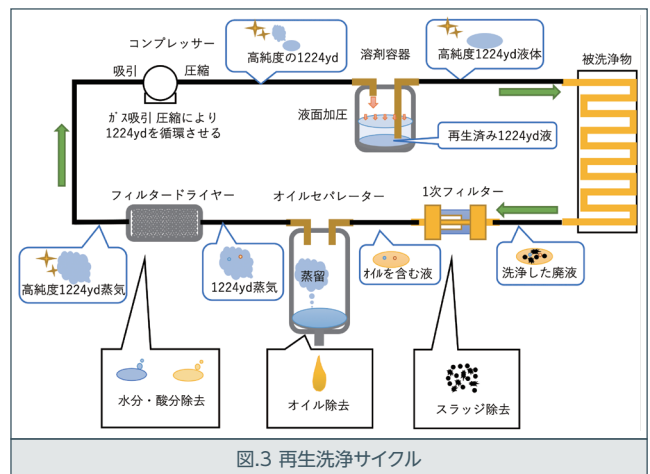 コンプレッサー
吸引
圧縮
ガス吸引 圧縮により
1224ydを循環させる
高純度の1224yd
溶剤容器
液面加圧
再生済み1224yd液
高純度1224yd液体
被洗浄物
フィルタードライヤー
オイルセパレーター
1次フィルター
高純度1224yd蒸気
1224yd蒸気
蒸留
オイルを含む液
洗浄した廃液
水分・酸分除去
オイル除去
スラッジ除去
図.3 再生洗浄サイクル